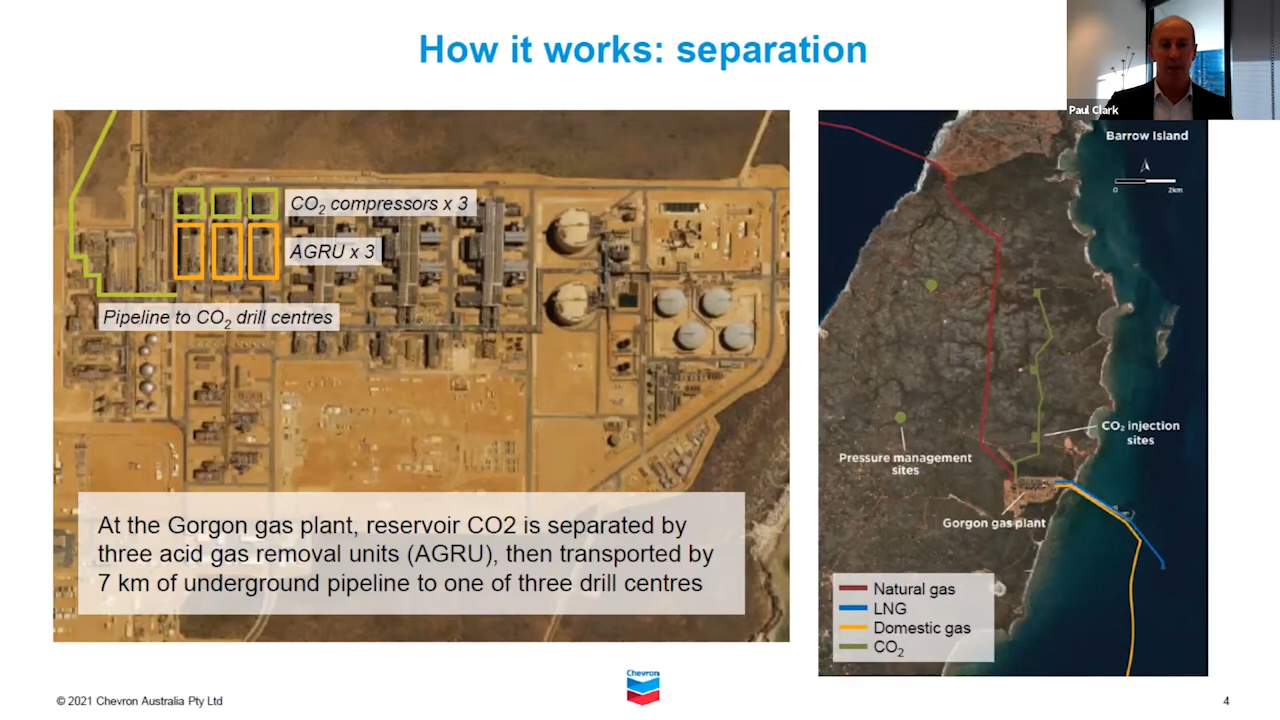 How it works: separation
Paul Clark
CO₂ compressors x 3
AGRU x 3
Pipeline to CO₂ drill centres
At the Gorgon gas plant, reservoir CO2 is separated by
three acid gas removal units (AGRU), then transported by
7 km of underground pipeline to one of three drill centres
Barrow Island
0 2km
CO₂ injection
sites
Pressure management
sites
Gorgon gas plant
Natural gas
LNG
Domestic gas
CO₂
© 2021 Chevron Australia Pty Ltd
Chevron
4